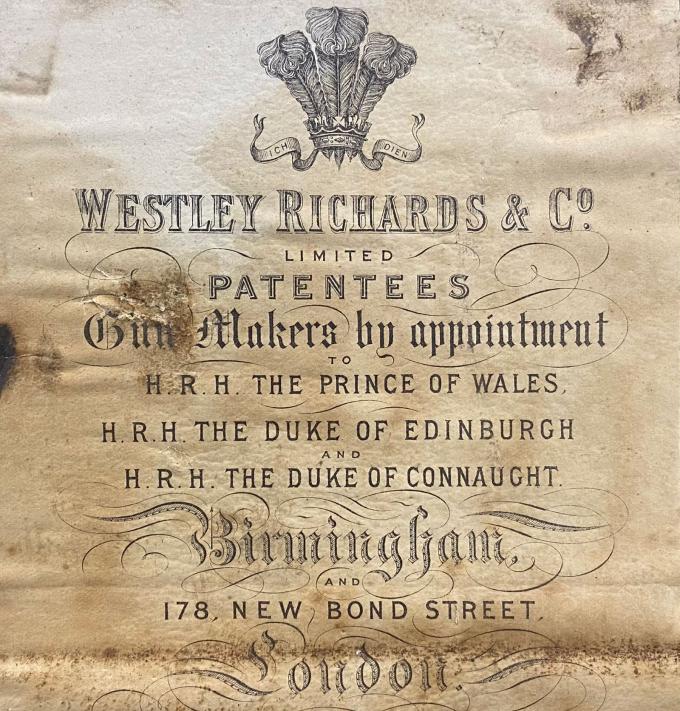 ICH DIEN
WESTLEY RICHARDS & Cº
LIMITED
PATENTEES
Gun Makers by appointment
TO
H.R.H. THE PRINCE OF WALES,
H.R.H. THE DUKE OF EDINBURGH
AND
H.R.H. THE DUKE OF CONNAUGHT.
Birmingham,
AND
178, NEW BOND STREET,
London.